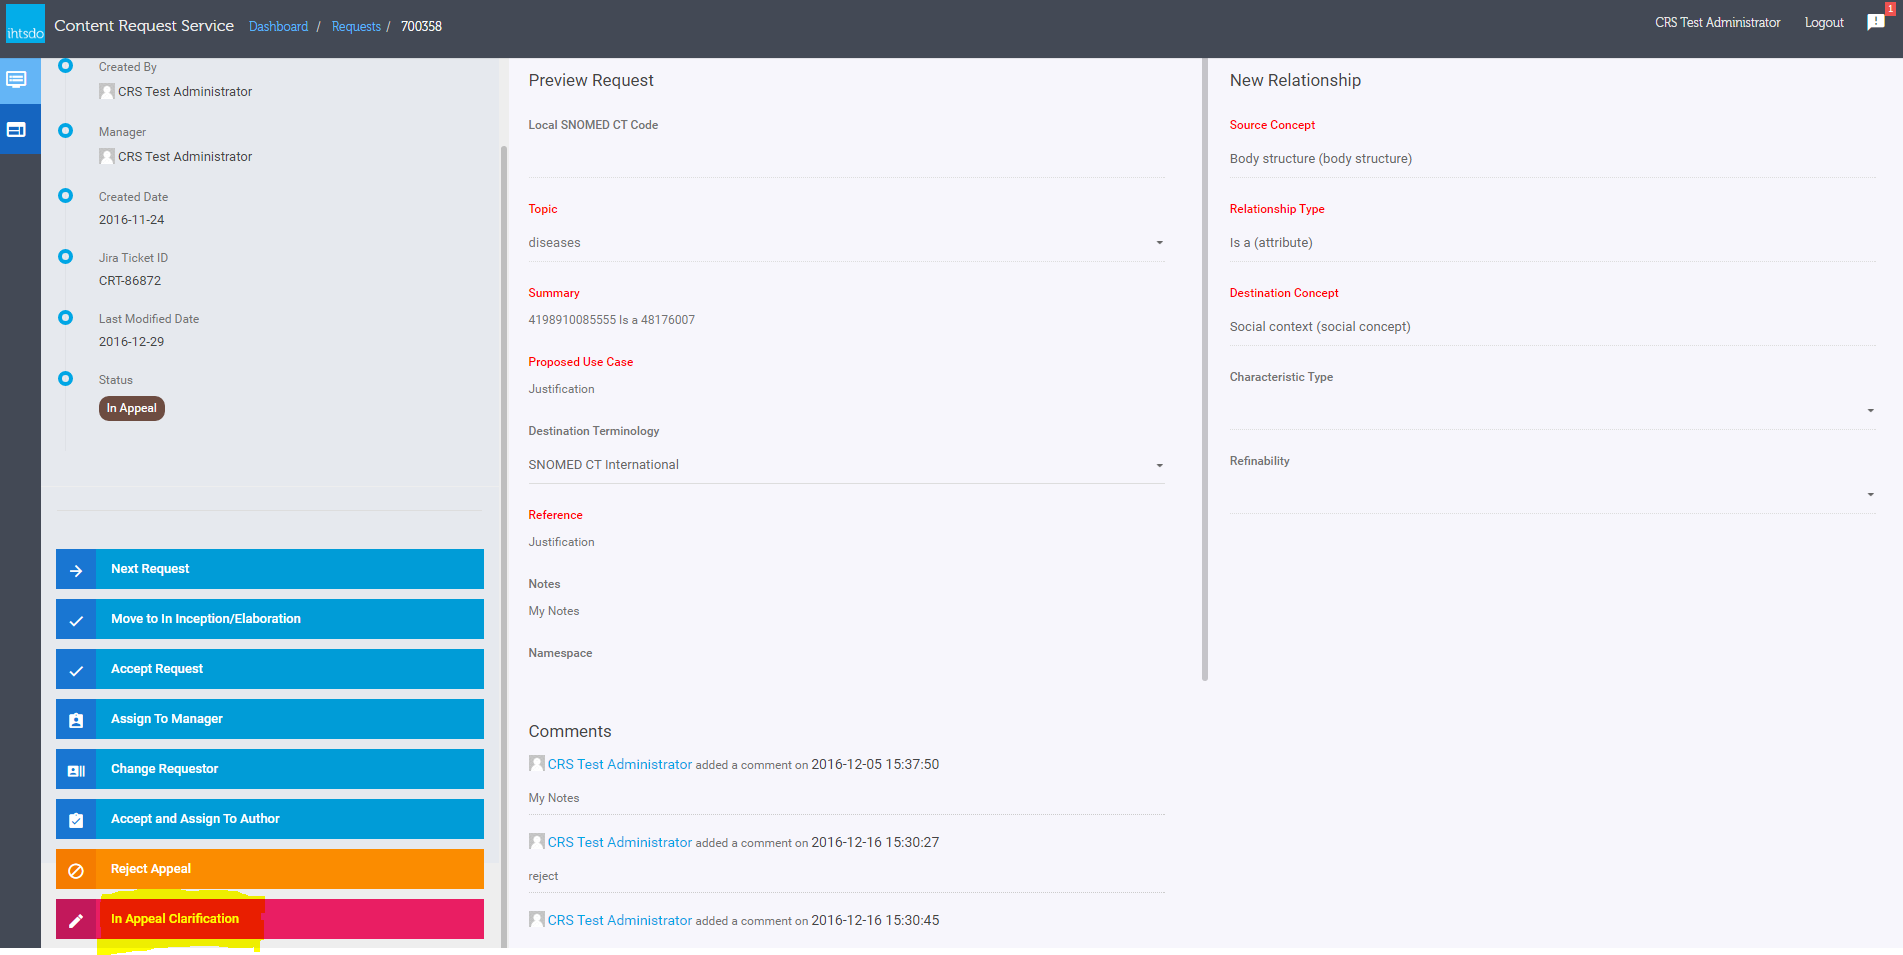 ihtsdo
Content Request Service Dashboard / Requests / 700358
CRS Test Administrator Logout 1
Created By
CRS Test Administrator
Manager
CRS Test Administrator
Created Date
2016-11-24
Jira Ticket ID
CRT-86872
Last Modified Date
2016-12-29
Status
In Appeal
Next Request
Move to In Inception/Elaboration
Accept Request
Assign To Manager
Change Requestor
Accept and Assign To Author
Reject Appeal
In Appeal Clarification
Preview Request
Local SNOMED CT Code
Topic
diseases
Summary
4198910085555 Is a 48176007
Proposed Use Case
Justification
Destination Terminology
SNOMED CT International
Reference
Justification
Notes
My Notes
Namespace
Comments
CRS Test Administrator added a comment on 2016-12-05 15:37:50
My Notes
CRS Test Administrator added a comment on 2016-12-16 15:30:27
reject
CRS Test Administrator added a comment on 2016-12-16 15:30:45
New Relationship
Source Concept
Body structure (body structure)
Relationship Type
Is a (attribute)
Destination Concept
Social context (social concept)
Characteristic Type
Refinability